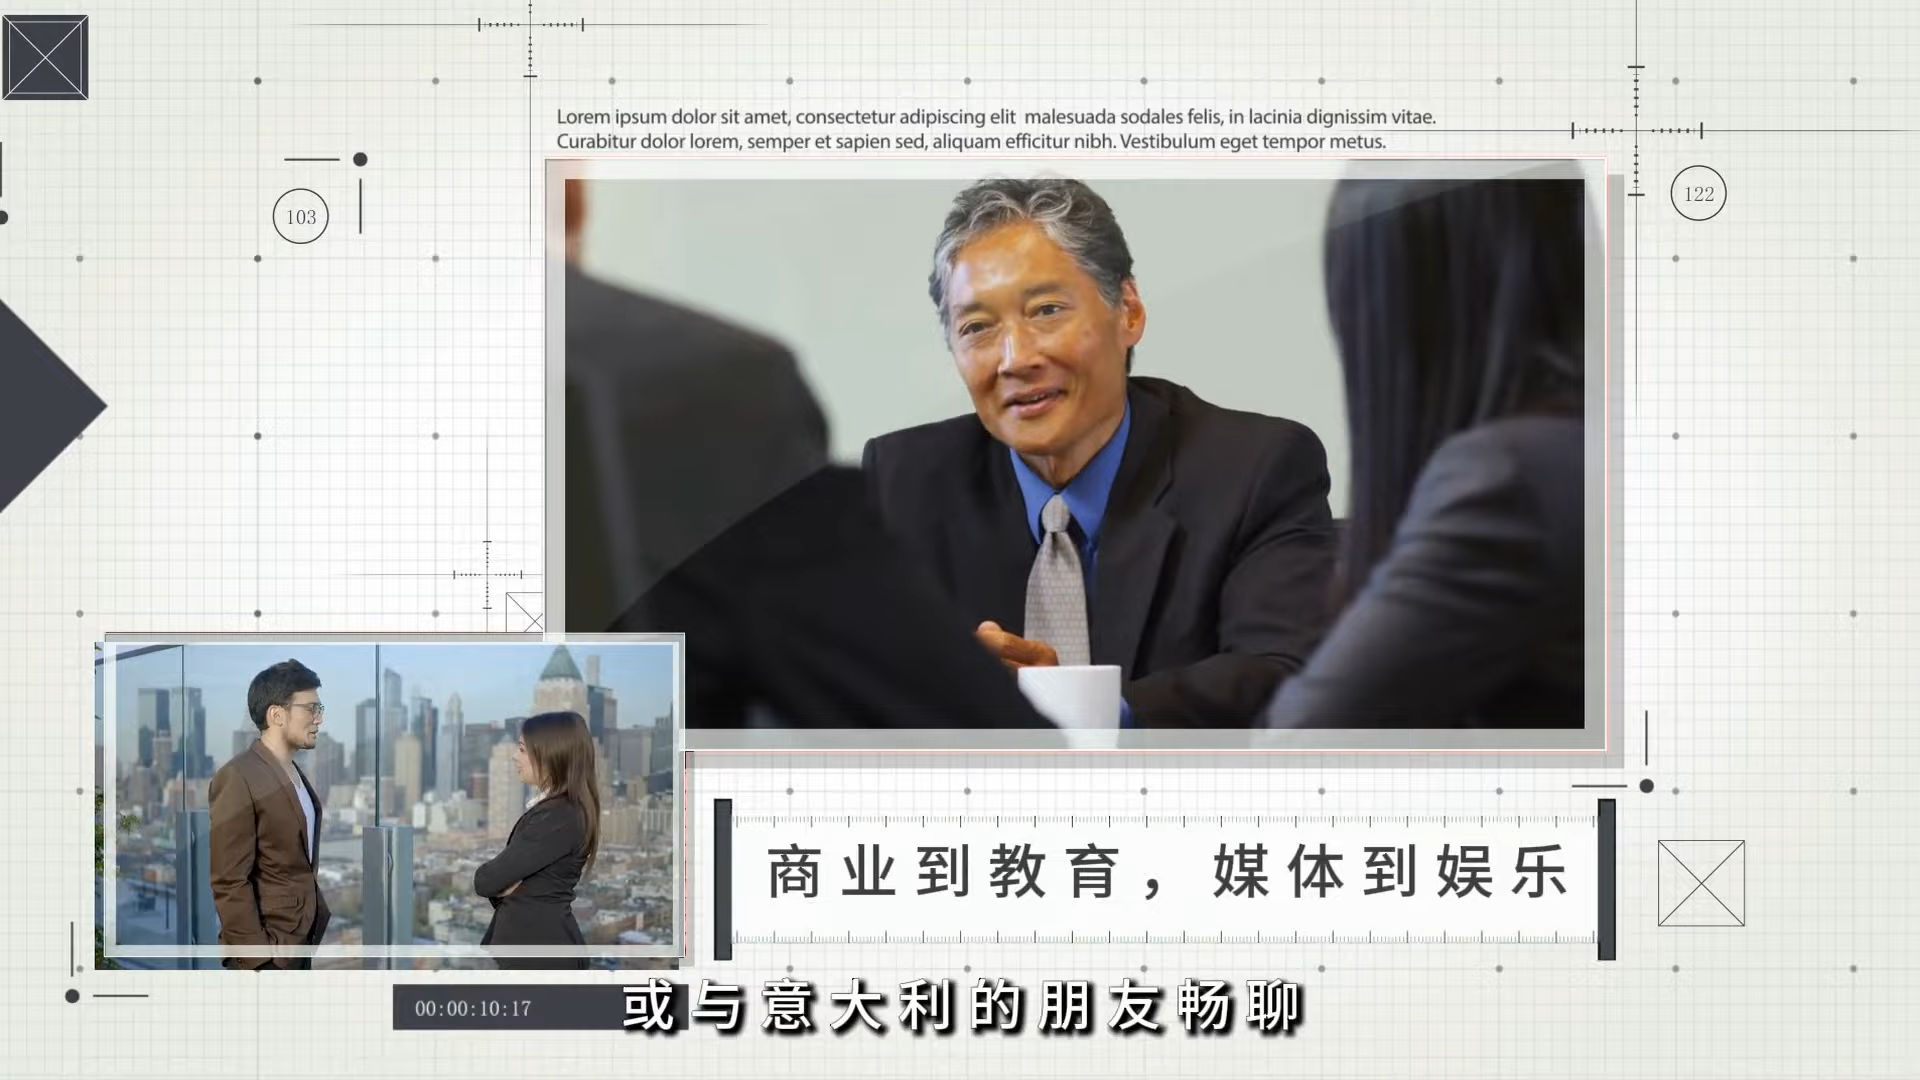 Lorem ipsum dolor sit amet, consectetur adipiscing elit  malesuada sodales felis, in lacinia dignissim vitae.
Curabitur dolor lorem, semper et sapien sed, aliquam efficitur nibh. Vestibulum eget tempor metus.
103
122
商业到教育，媒体到娱乐
00:00:10:17
或与意大利的朋友畅聊